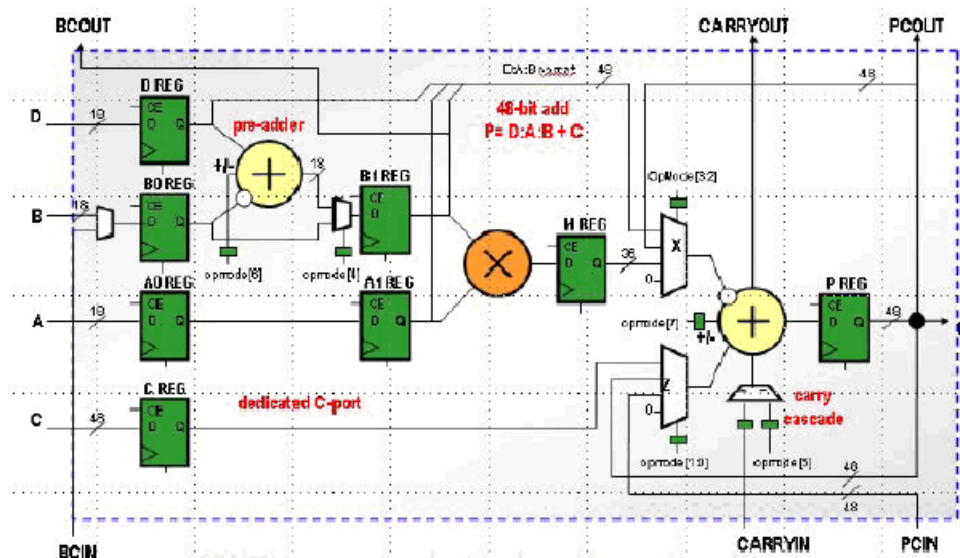 BCOUT
CARRYOUT
PCOUT
D REG
D:A:B concat
48
48
D
18
CE
D Q
pre-adder
48-bit add
P= D:A:B + C
+/-
18
B0 REG
B1 REG
OpMode[3:2]
B
18
CE
D Q
CE
D
M REG
X
opmode[6]
opmode[4]
CE
D Q
36
0
A0 REG
A1 REG
P REG
A
18
CE
D Q
CE
D Q
opmode[7]
+/-
CE
D Q
48
C REG
dedicated C-port
Z
carry
cascade
C
48
CE
D Q
0
opmode[1:0]
opmode[5]
48
48
48
BCIN
CARRYIN
PCIN